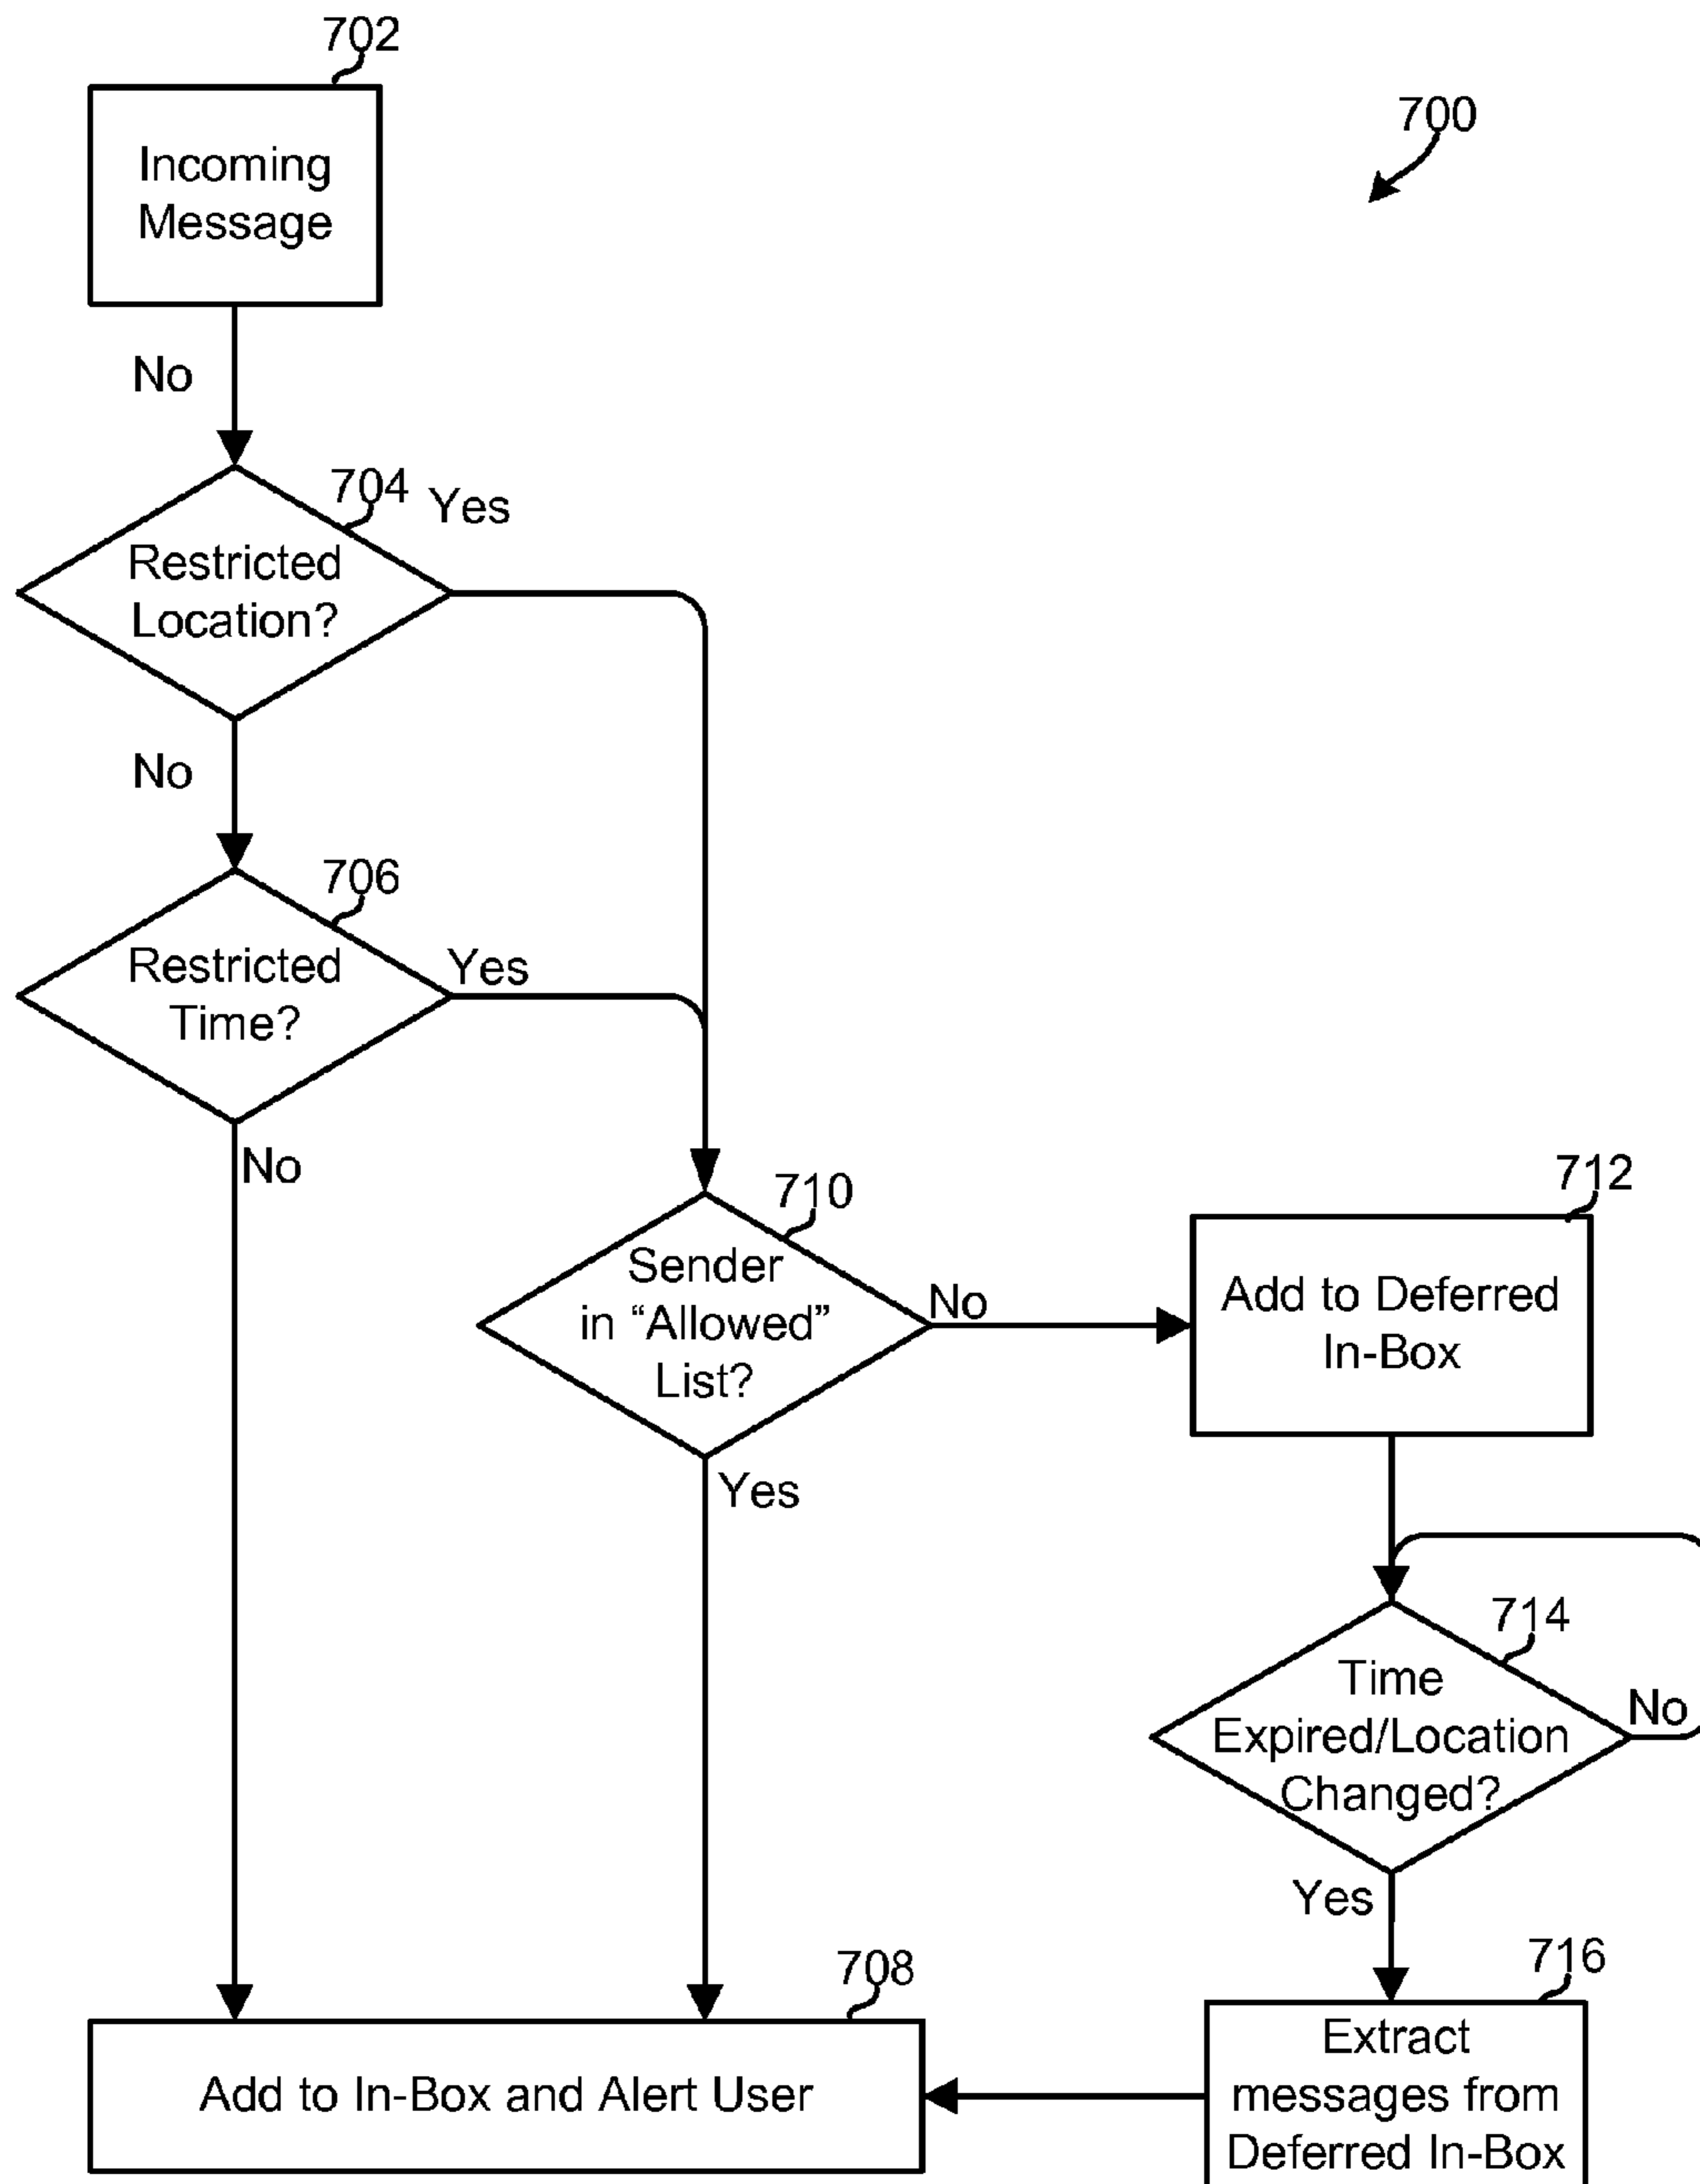 702
Incoming
Message
700
No
704
Yes
Restricted
Location?
No
706
Restricted
Time?
Yes
No
710
Sender
in “Allowed”
List?
No
Yes
712
Add to Deferred
In-Box
714
Time
Expired/Location
Changed?
No
Yes
708
Add to In-Box and Alert User
716
Extract
messages from
Deferred In-Box